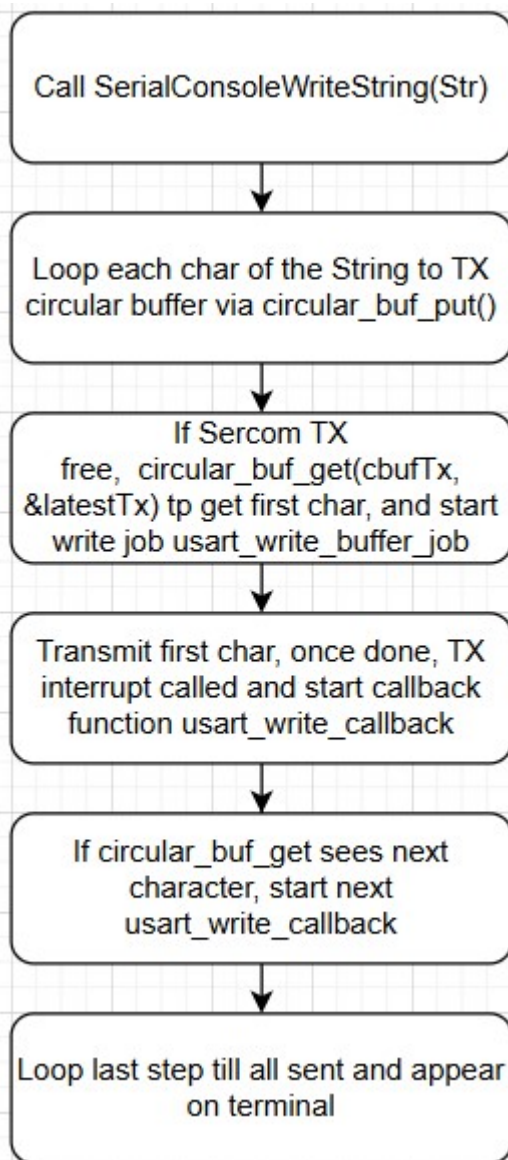 Call SerialConsoleWriteString(Str)
Loop each char of the String to TX
circular buffer via circular_buf_put()
If Sercom TX
free,  circular_buf_get(cbufTx,
&latestTx) tp get first char, and start
write job usart_write_buffer_job
Transmit first char, once done, TX
interrupt called and start callback
function usart_write_callback
If circular_buf_get sees next
character, start next
usart_write_callback
Loop last step till all sent and appear
on terminal